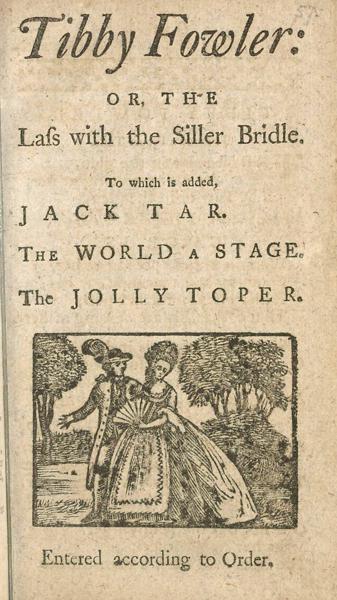 Tibby Fowler:
OR, THE
Laſs with the Siller Bridle.
To which is added,
JACK TAR.
THE WORLD A STAGE.
The JOLLY TOPER.
Entered according to Order.